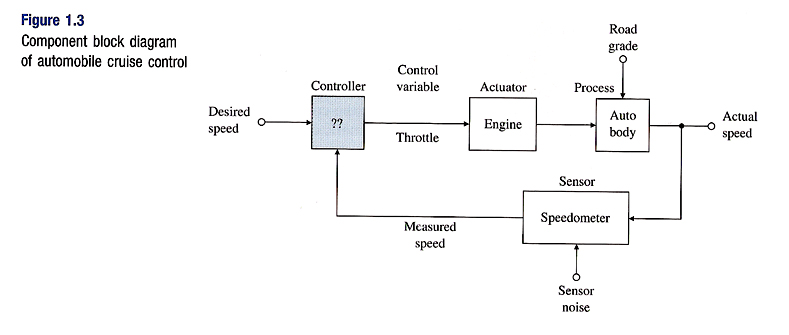 Figure 1.3
Component block diagram
of automobile cruise control
Road
grade
Control
variable
Controller
Actuator
Process
Desired
speed
??
Throttle
Engine
Auto
body
Actual
speed
Sensor
Speedometer
Measured
speed
Sensor
noise